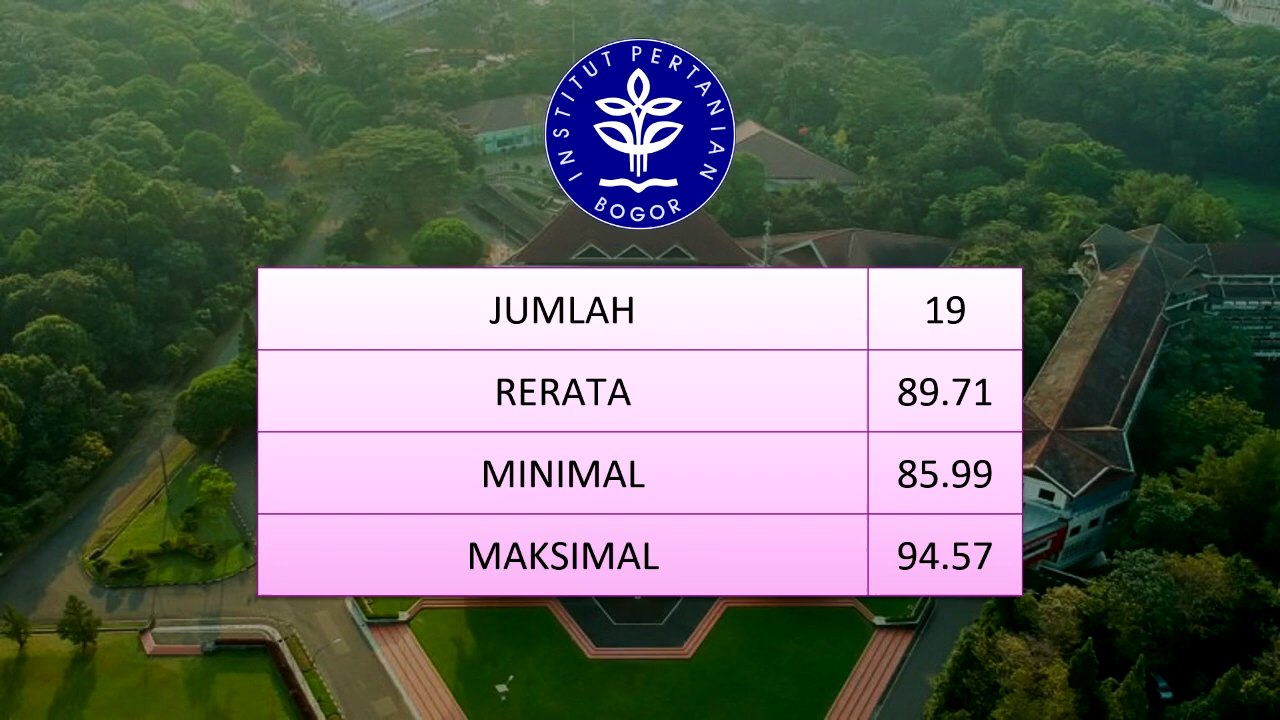 INSTITUT PERTANIAN
BOGOR
JUMLAH 19
RERATA 89.71
MINIMAL 85.99
MAKSIMAL 94.57